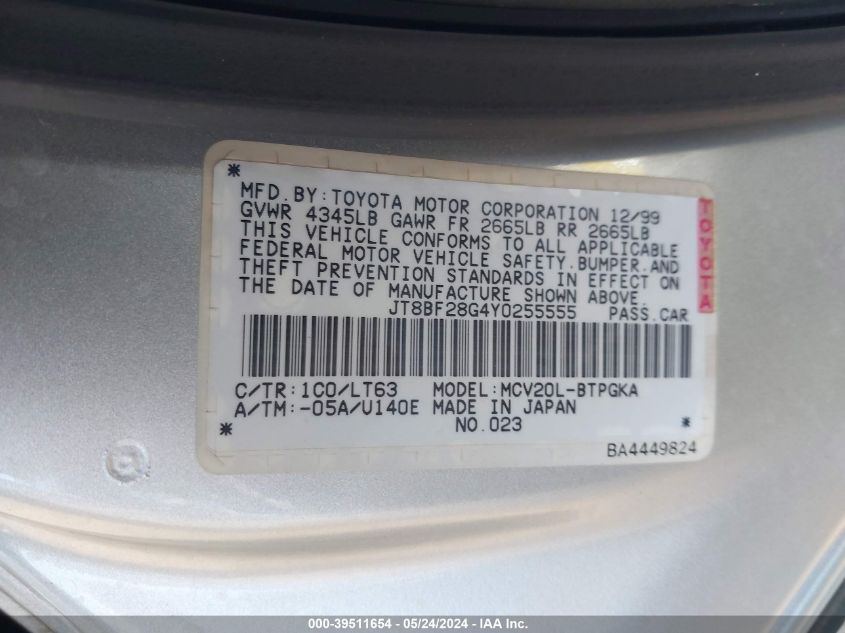 *
MFD.BY:TOYOTA MOTOR CORPORATION 12/99
GVWR 4345LB GAWR FR 2665LB RR 2665LB
THIS VEHICLE CONFORMS TO ALL APPLICABLE
FEDERAL MOTOR VEHICLE SAFETY.BUMPER.AND
THEFT PREVENTION STANDARDS IN EFFECT ON
THE DATE OF MANUFACTURE SHOWN ABOVE.
JT8BF28G4Y0255555 PASS.CAR
TOYOTA
C/TR:1C0/LT63 MODEL:MCV20L-BTPGKA
A/TM:-05A/U140E MADE IN JAPAN
* NO.023 *
BA4449824
000-39511654 - 05/24/2024 - IAA Inc.